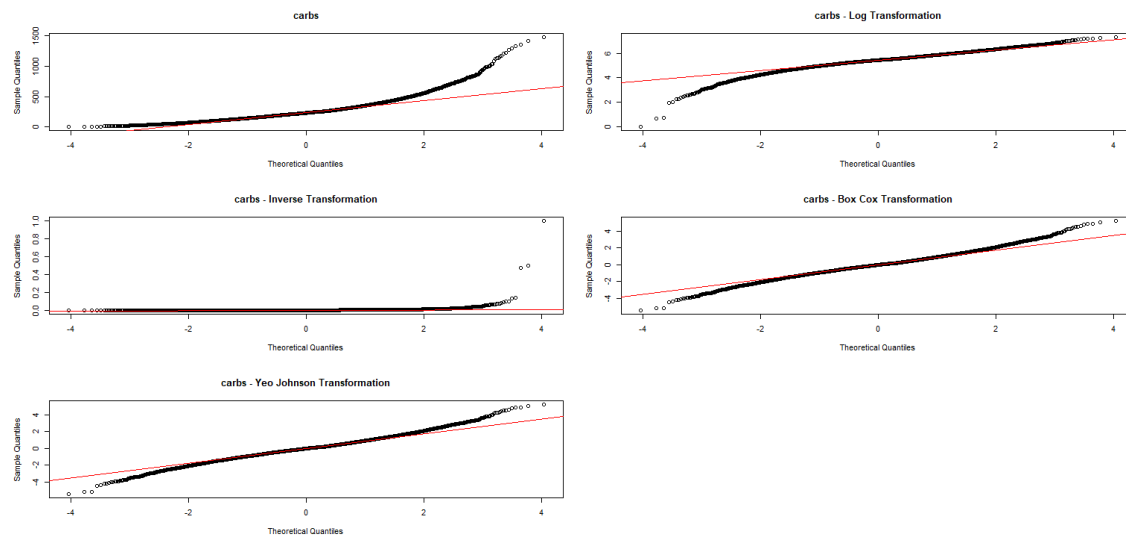 carbs
Sample Quantiles
0 500 1000 1500
-4 -2 0 2 4
Theoretical Quantiles
carbs - Log Transformation
Sample Quantiles
0 2 4 6
-4 -2 0 2 4
Theoretical Quantiles
carbs - Inverse Transformation
Sample Quantiles
0.0 0.2 0.4 0.6 0.8 1.0
-4 -2 0 2 4
Theoretical Quantiles
carbs - Box Cox Transformation
Sample Quantiles
-4 -2 0 2 4
-4 -2 0 2 4
Theoretical Quantiles
carbs - Yeo Johnson Transformation
Sample Quantiles
-4 -2 0 2 4
-4 -2 0 2 4
Theoretical Quantiles